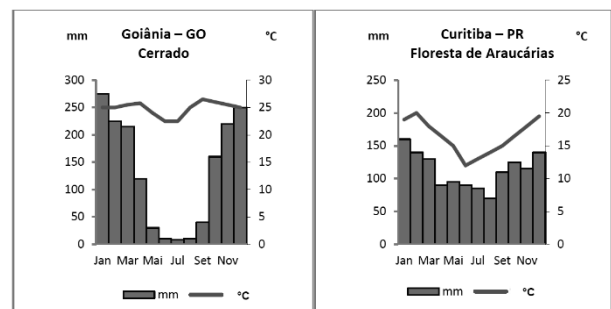 mm Goiânia – GO °C
Cerrado
300 30
250 25
200 20
150 15
100 10
50 5
0 0
Jan Mar Mai Jul Set Nov
mm °C
mm Curitiba – PR °C
Floresta de Araucárias
250 25
200 20
150 15
100 10
50 5
0 0
Jan Mar Mai Jul Set Nov
mm °C